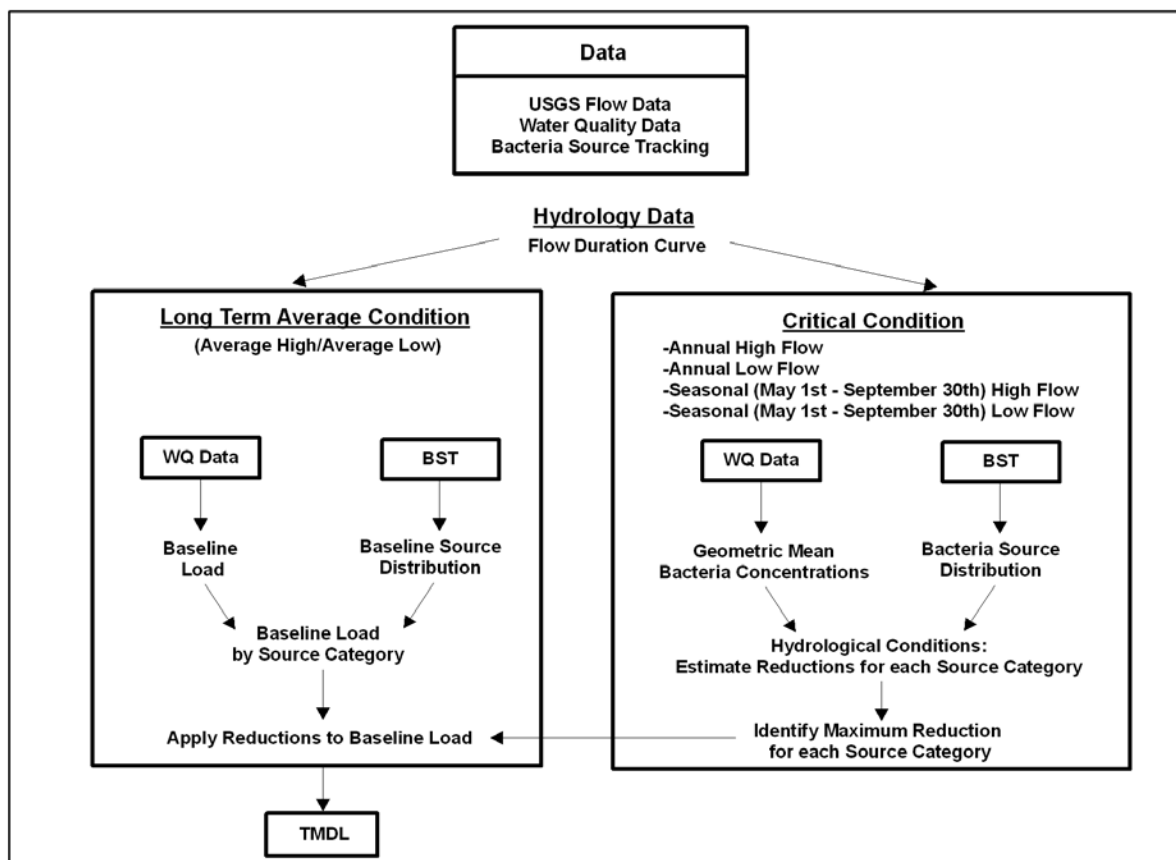 Data
USGS Flow Data
Water Quality Data
Bacteria Source Tracking
Hydrology Data
Flow Duration Curve
Long Term Average Condition
(Average High/Average Low)
WQ Data
BST
Baseline
Load
Baseline Source
Distribution
Baseline Load
by Source Category
Apply Reductions to Baseline Load
TMDL
Critical Condition
-Annual High Flow
-Annual Low Flow
-Seasonal (May 1st - September 30th) High Flow
-Seasonal (May 1st - September 30th) Low Flow
WQ Data
BST
Geometric Mean
Bacteria Concentrations
Bacteria Source
Distribution
Hydrological Conditions:
Estimate Reductions for each Source Category
Identify Maximum Reduction
for each Source Category